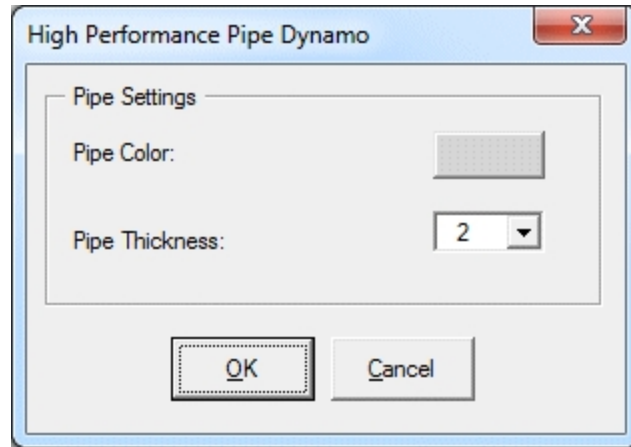 High Performance Pipe Dynamo
Pipe Settings
Pipe Color:
Pipe Thickness: 2
OK Cancel